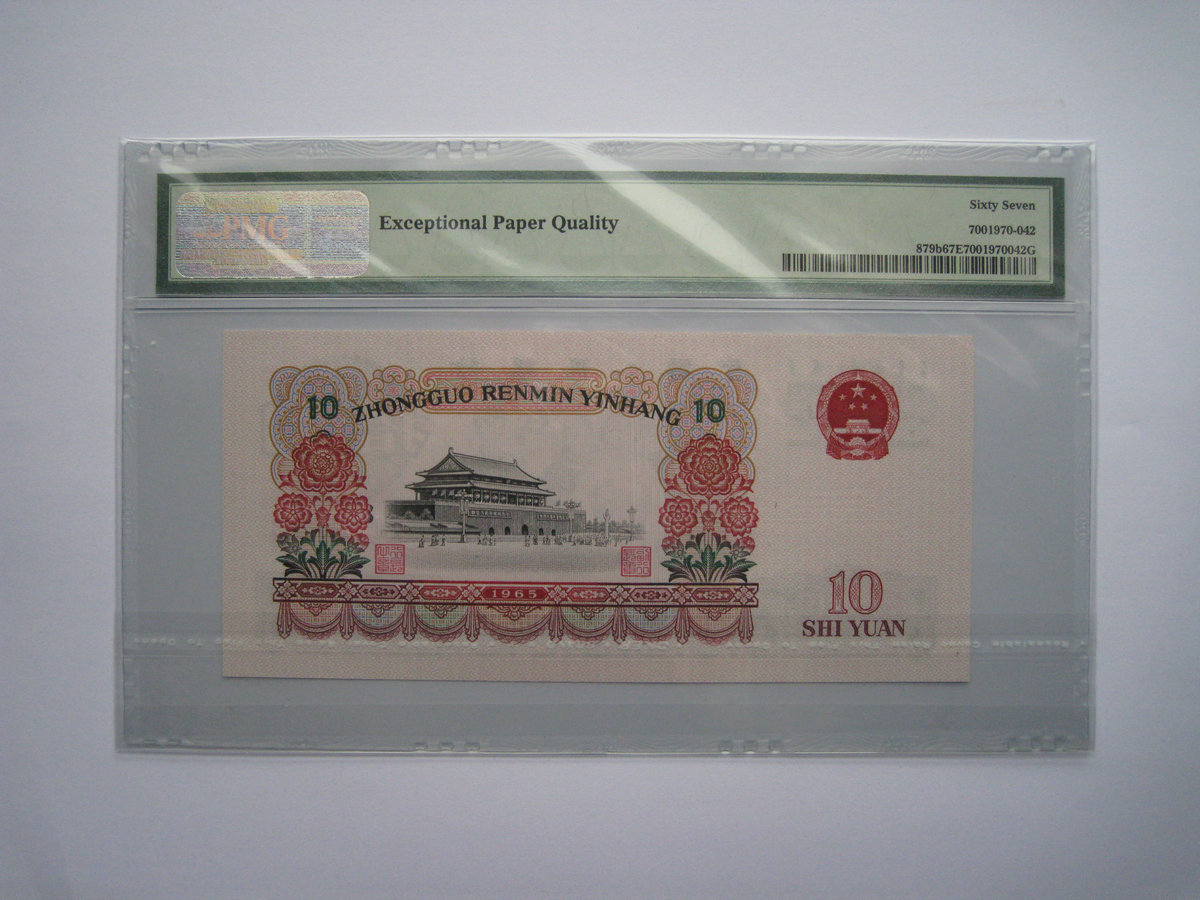 PMG
Exceptional Paper Quality
Sixty Seven
7001970-042
879b67E7001970042G
10 ZHONGGUO RENMIN YINHANG 10
1965
10
SHI YUAN